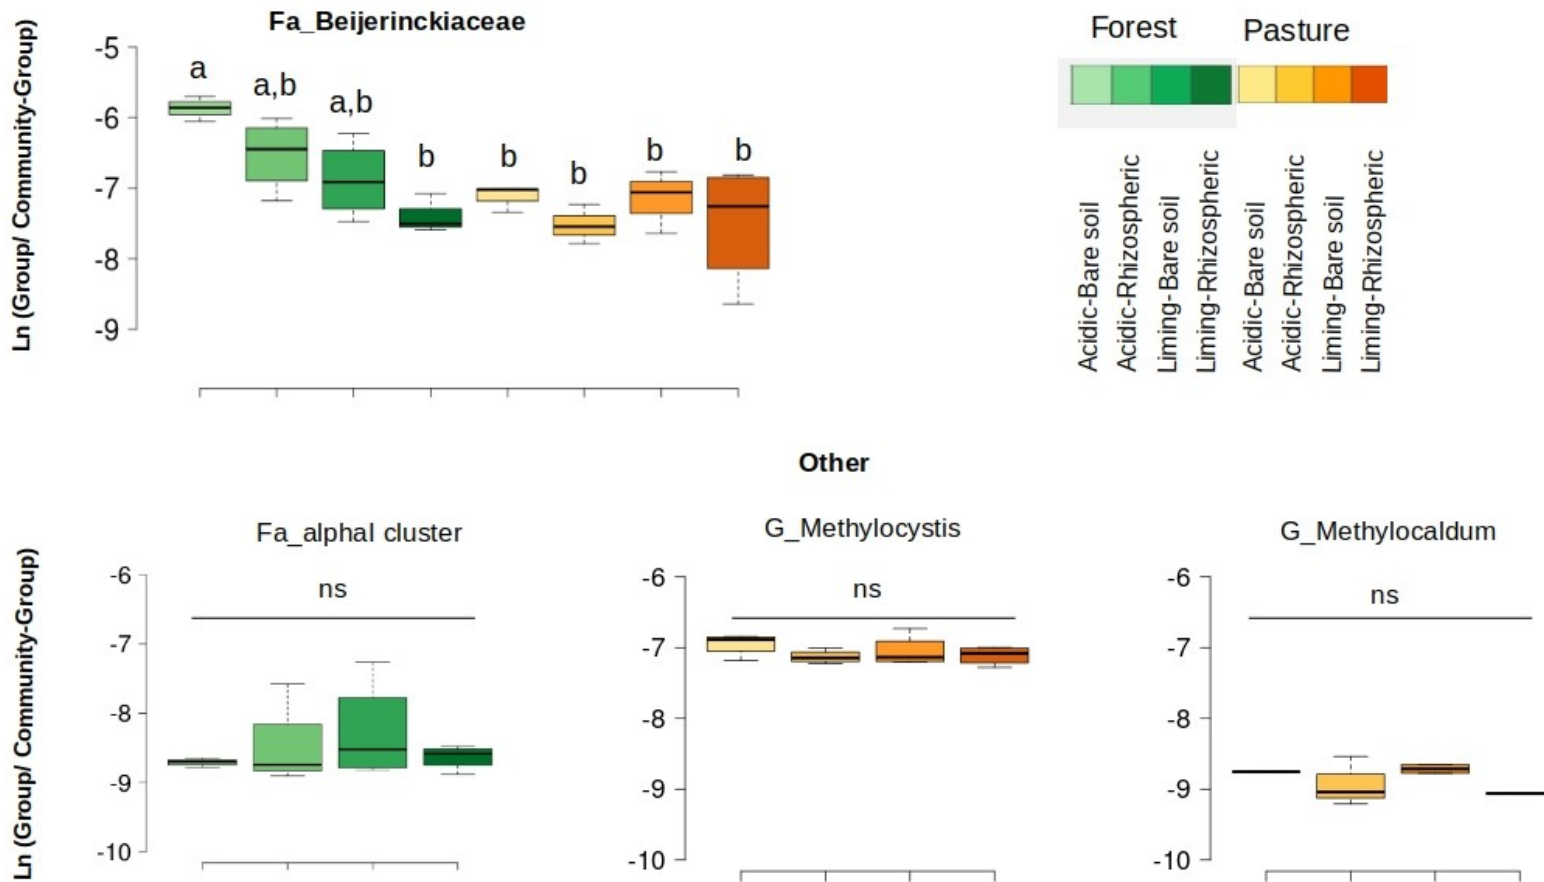 Fa_Beijerinckiaceae
Forest Pasture
Ln (Group/ Community-Group)
-5
-6
-7
-8
-9
a
a,b
a,b
b
b
b
b
b
Acidic-Bare soil
Acidic-Rhizospheric
Liming-Bare soil
Liming-Rhizospheric
Acidic-Bare soil
Acidic-Rhizospheric
Liming-Bare soil
Liming-Rhizospheric
Other
Ln (Group/ Community-Group)
Fa_alphal cluster
-6
-7
-8
-9
-10
ns
G_Methylocystis
-6
-7
-8
-9
-10
ns
G_Methylocaldum
-6
-7
-8
-9
-10
ns